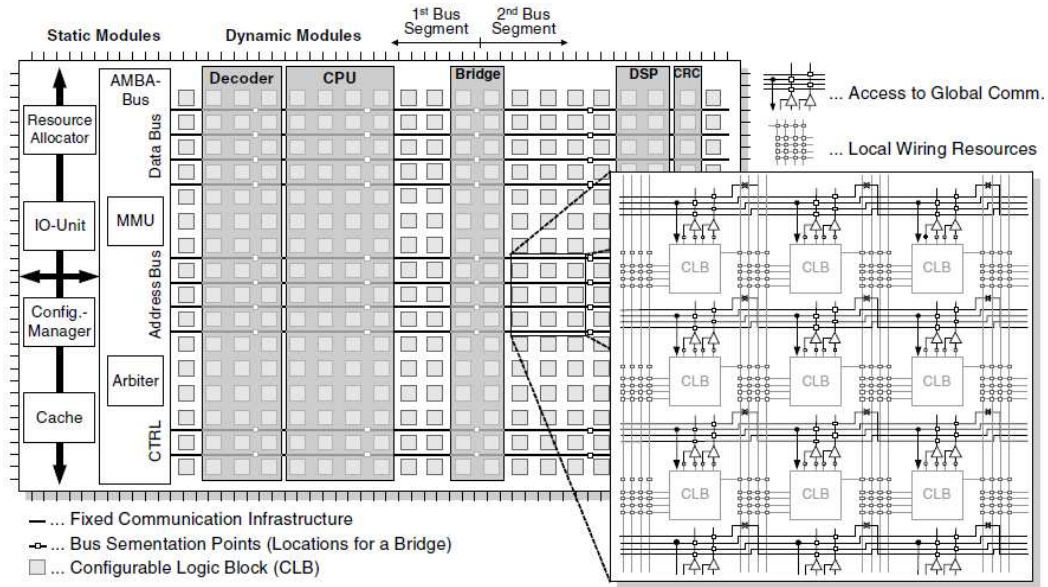 Static Modules
Dynamic Modules
1st Bus
Segment
2nd Bus
Segment
AMBA-
Bus
Decoder
CPU
Bridge
DSP
CRC
Resource
Allocator
Data Bus
IO-Unit
MMU
Config.-
Manager
Address Bus
Arbiter
Cache
CTRL
... Access to Global Comm.
... Local Wiring Resources
CLB
CLB
CLB
CLB
CLB
CLB
CLB
CLB
CLB
... Fixed Communication Infrastructure
... Bus Sementation Points (Locations for a Bridge)
... Configurable Logic Block (CLB)